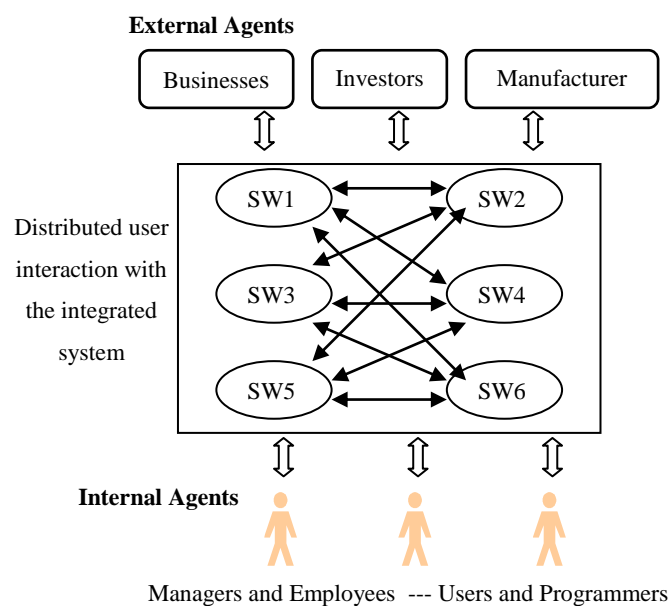 External Agents
Businesses
Investors
Manufacturer
SW1
SW2
Distributed user
interaction with
the integrated
system
SW3
SW4
SW5
SW6
Internal Agents
Managers and Employees --- Users and Programmers